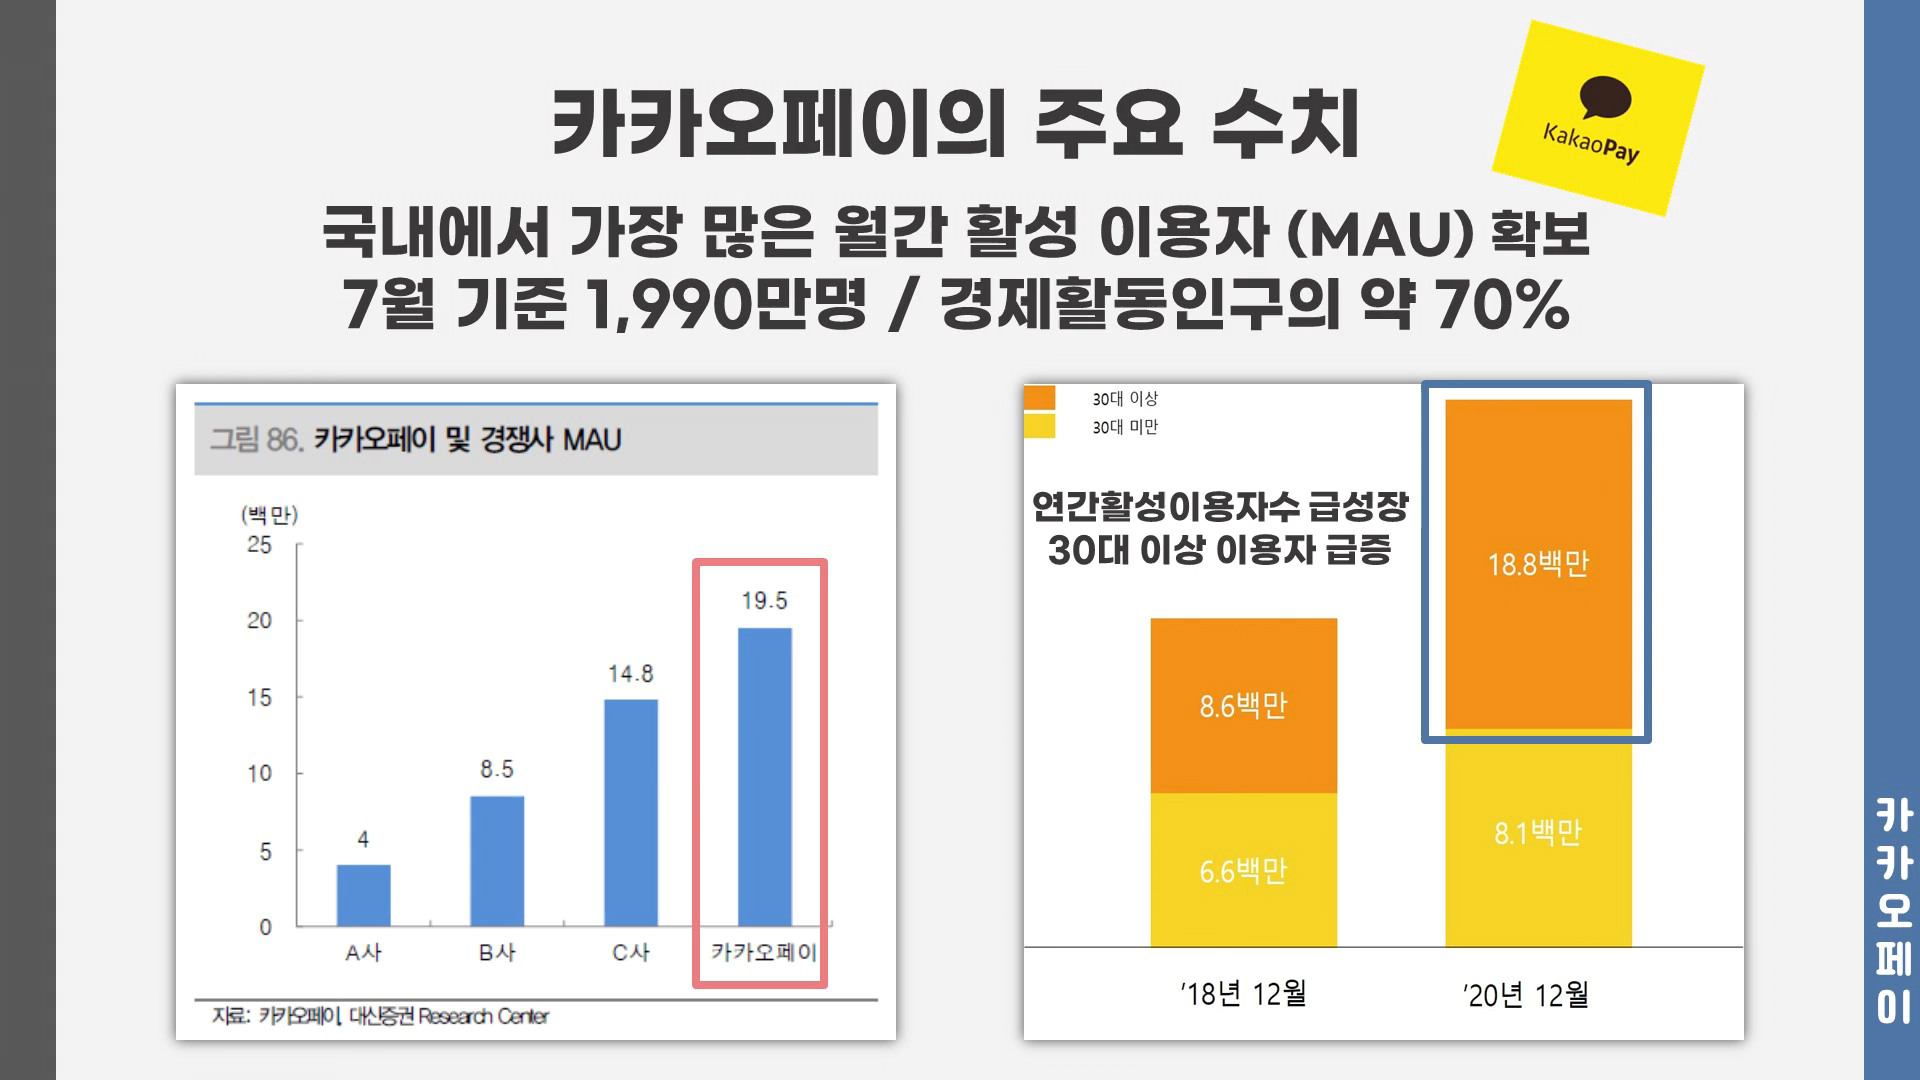 카카오페이의 주요 수치
KakaoPay
국내에서 가장 많은 월간 활성 이용자 (MAU) 확보
7월 기준 1,990만명 / 경제활동인구의 약 70%
그림 86. 카카오페이 및 경쟁사 MAU
(백만)
25
20
15
10
5
0
4
8.5
14.8
19.5
A사
B사
C사
카카오페이
자료: 카카오페이, 대신증권 Research Center
30대 이상
30대 미만
연간활성이용자수 급성장
30대 이상 이용자 급증
18.8백만
8.6백만
8.1백만
6.6백만
'18년 12월
'20년 12월
카카오페이